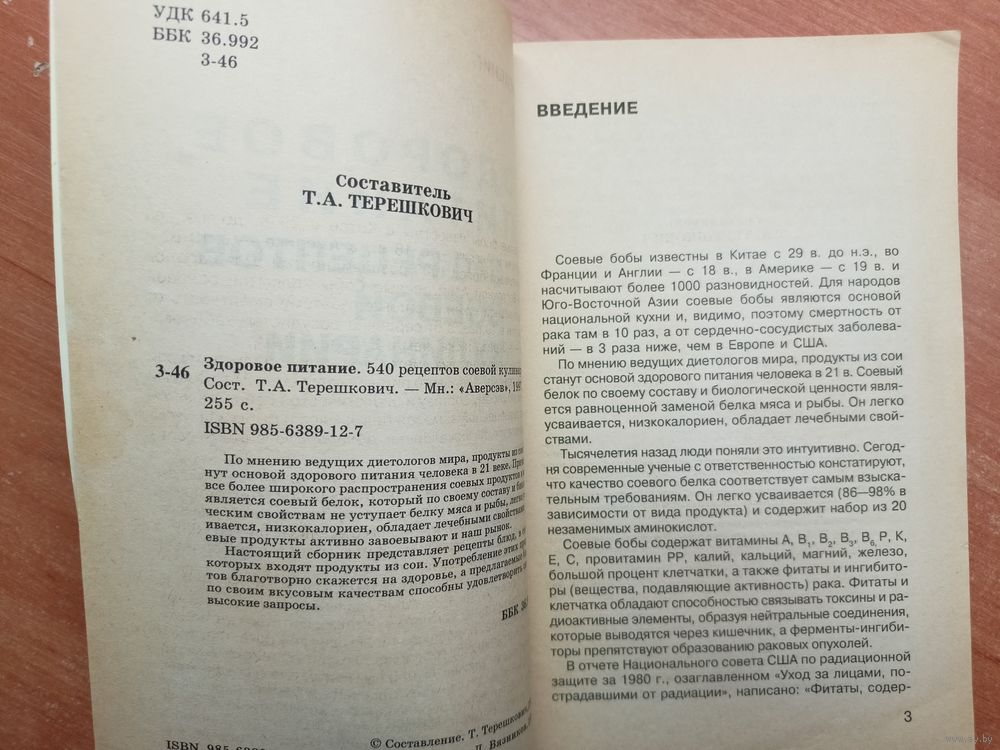 УДК 641.5
ББК 36.992
З-46
Составитель
Т.А. ТЕРЕШКОВИЧ
З-46
Здоровое питание. 540 рецептов соевой
Сост. Т.А. Терешкович. — Мн.: «Аверсэв», 199
255 с.
ISBN 985-6389-12-7
По мнению ведущих диетологов мира, продукты из сои
нут основой здорового питания человека в 21 веке.
все более широкого распространения соевых продуктов
является соевый белок, который по своему составу и
ческим свойствам не уступает белку мяса и рыбы,
ивается, низкокалориен, обладает лечебными свойствами.
евые продукты активно завоевывают и наш рынок.
Настоящий сборник представляет рецепты блюд, в
которых входят продукты из сои. Употребление этих
тов благотворно скажется на здоровье, а предлагаемые
по своим вкусовым качествам способны удовлетворить
высокие запросы.
ББК 36.
© Составление. Т. Терешкович,
Вязников,
ISBN 985-6389
ВВЕДЕНИЕ
Соевые бобы известны в Китае с 29 в. до н.э., во
Франции и Англии — с 18 в., в Америке — с 19 в. и
насчитывают более 1000 разновидностей. Для народов
Юго-Восточной Азии соевые бобы являются основой
национальной кухни и, видимо, поэтому смертность от
рака там в 10 раз, а от сердечно-сосудистых заболева-
ний — в 3 раза ниже, чем в Европе и США.
По мнению ведущих диетологов мира, продукты из сои
станут основой здорового питания человека в 21 в. Соевый
белок по своему составу и биологической ценности явля-
ется равноценной заменой белка мяса и рыбы. Он легко
усваивается, низкокалориен, обладает лечебными свой-
ствами.
Тысячелетия назад люди поняли это интуитивно. Сегод-
ня современные ученые с ответственностью констатируют,
что качество соевого белка соответствует самым взыска-
тельным требованиям. Он легко усваивается (86—98% в
зависимости от вида продукта) и содержит набор из 20
незаменимых аминокислот.
Соевые бобы содержат витамины А, В₁, В₂, В₃, В₆, Р, К,
Е, С, провитамин РР, калий, кальций, магний, железо,
большой процент клетчатки, а также фитаты и ингибито-
ры (вещества, подавляющие активность) рака. Фитаты и
клетчатка обладают способностью связывать токсины и ра-
диоактивные элементы, образуя нейтральные соединения,
которые выводятся через кишечник, а ферменты-ингиби-
торы препятствуют образованию раковых опухолей.
В отчете Национального совета США по радиационной
защите за 1980 г., озаглавленном «Уход за лицами, по-
страдавшими от радиации», написано: «Фитаты, содер-
3